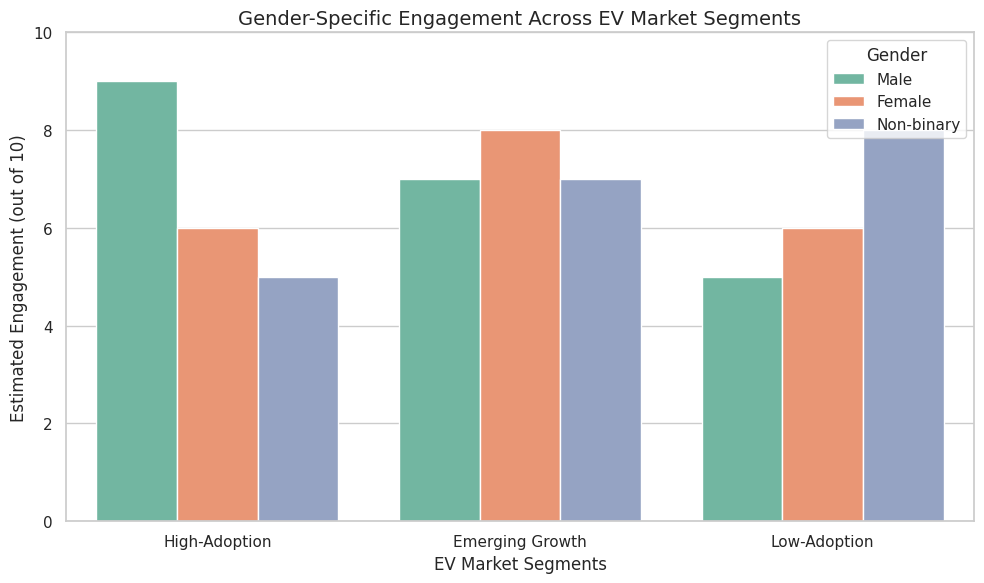 Gender-Specific Engagement Across EV Market Segments
Estimated Engagement (out of 10)
10
8
6
4
2
0
Gender
Male
Female
Non-binary
High-Adoption
Emerging Growth
Low-Adoption
EV Market Segments